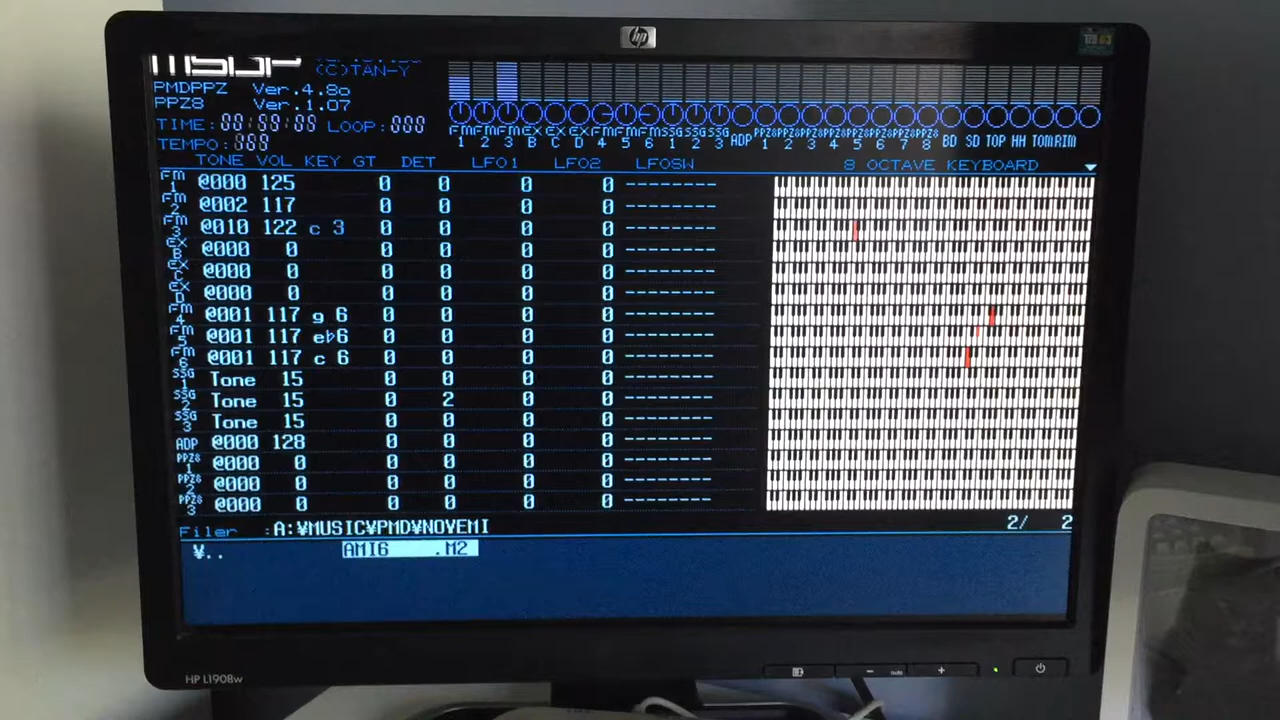 hp
(C)TAN-Y
PMDPPZ Ver.4.8o
PPZ8 Ver.1.07
TIME: LOOP:000
TEMPO:
FM 1 FM 2 FM 3 EX B EX C EX D FM 4 FM 5 FM 6 SSG 1 SSG 2 SSG 3 ADP PPZ8 1 PPZ8 2 PPZ8 3 PPZ8 4 PPZ8 5 PPZ8 6 PPZ8 7 PPZ8 8 BD SD TOP HH TOM RIM
TONE VOL KEY GT DET LFO1 LFO2 LFOSW 8 OCTAVE KEYBOARD
FM 1 @000 125 0 0 0 0 --------
FM 2 @002 117 0 0 0 0 --------
FM 3 @010 122 c 3 0 0 0 0 --------
EX B @000 0 0 0 0 0 --------
EX C @000 0 0 0 0 0 --------
EX D @000 0 0 0 0 0 --------
FM 4 @001 117 g 6 0 0 0 0 --------
FM 5 @001 117 e♭6 0 0 0 0 --------
FM 6 @001 117 c 6 0 0 0 0 --------
SSG 1 Tone 15 0 0 0 0 --------
SSG 2 Tone 15 0 2 0 0 --------
SSG 3 Tone 15 0 0 0 0 --------
ADP @000 128 0 0 0 0 --------
PPZ8 1 @000 0 0 0 0 0 --------
PPZ8 2 @000 0 0 0 0 0 --------
PPZ8 3 @000 0 0 0 0 0 --------
Filer :A:¥MUSIC¥PMD¥NOVEMI 2/ 2
¥.. AMI6 .M2
HP L1908w
auto